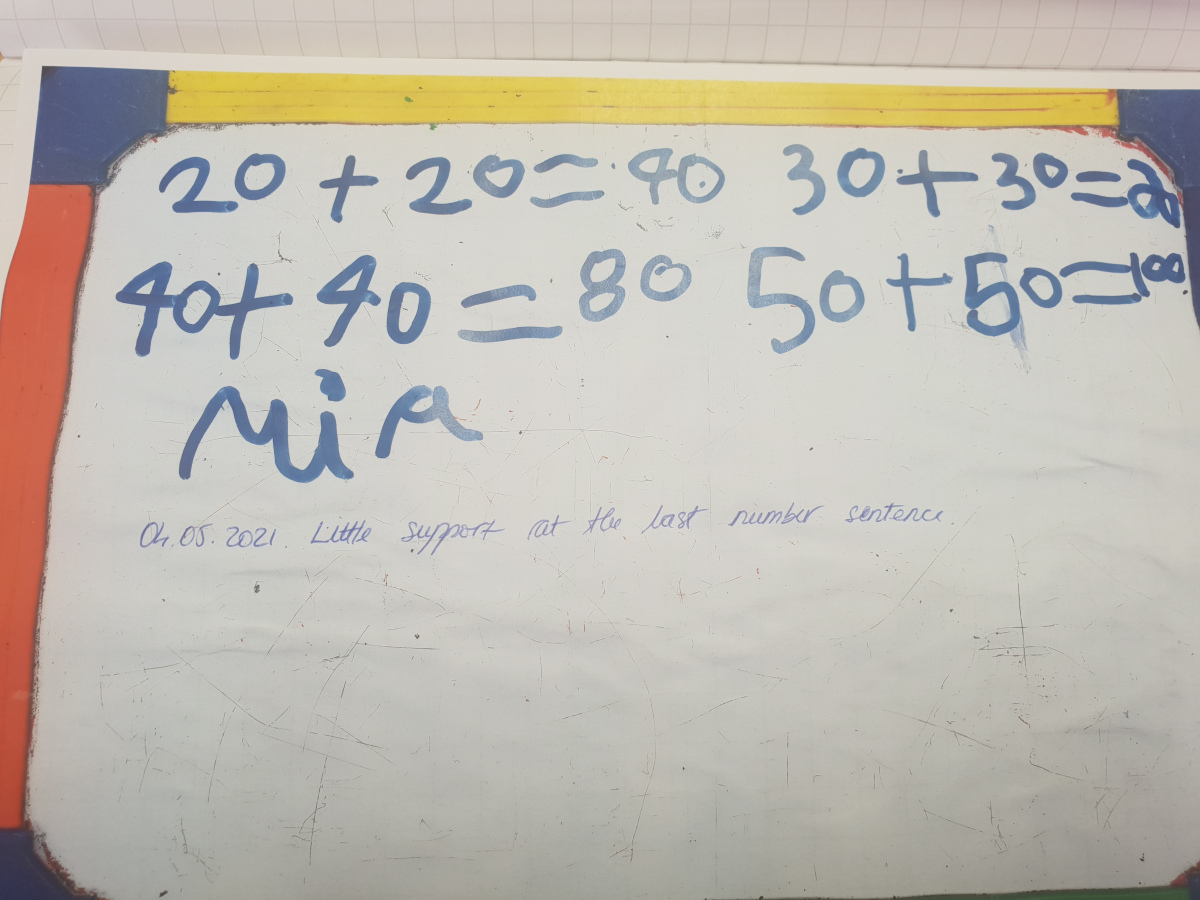 20 + 20 = 40 30 + 30 =
40 + 40 = 80 50 + 50 = 100
Mia
04.05.2021. Little support at the last number sentence.